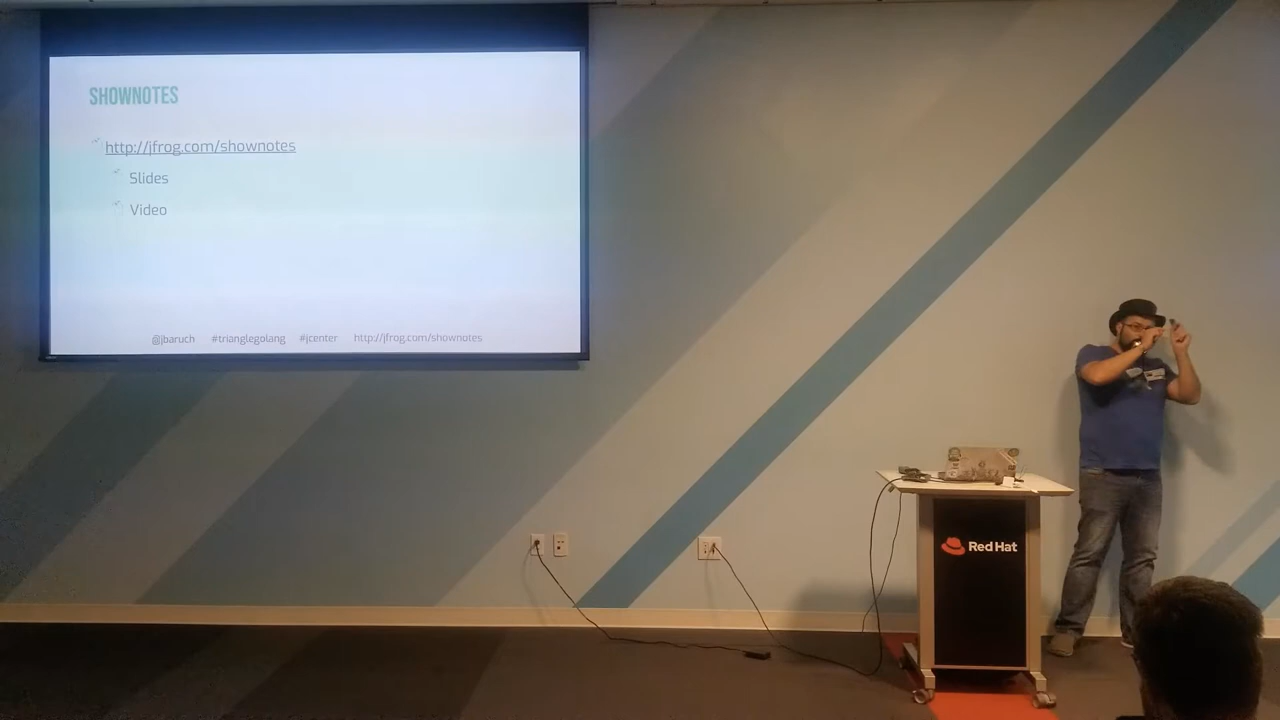 SHOWNOTES
http://jfrog.com/shownotes
Slides
Video
@jbaruch #trianglegolang #jcenter http://jfrog.com/shownotes
Red Hat